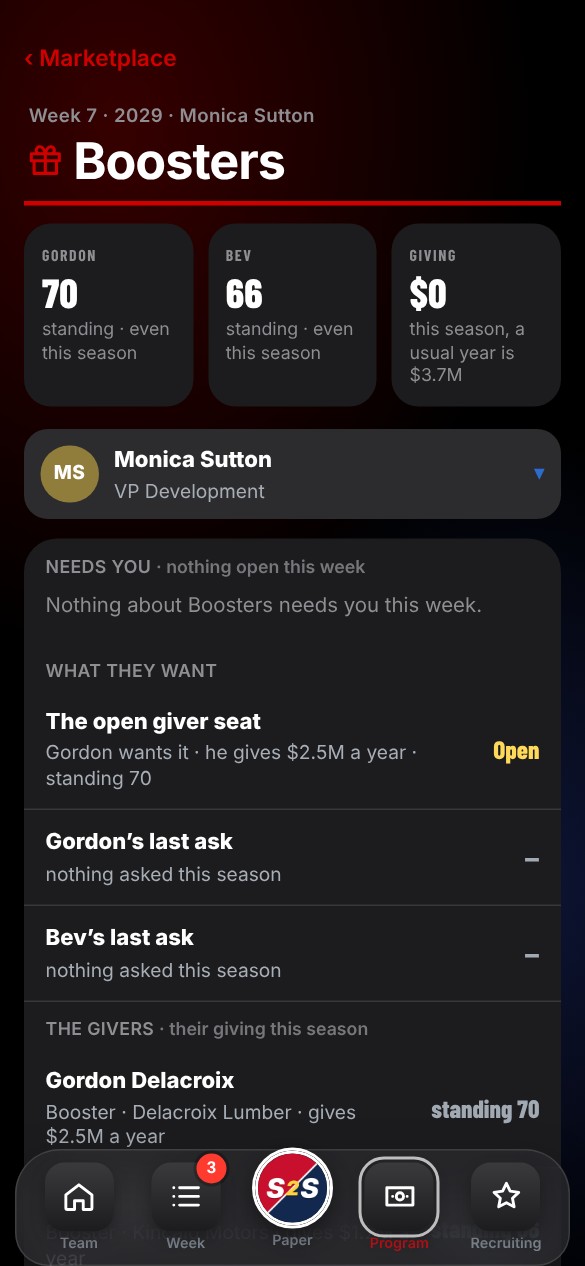 ‹ Marketplace
Week 7 · 2029 · Monica Sutton
Boosters
GORDON
70
standing · even
this season
BEV
66
standing · even
this season
GIVING
$0
this season, a
usual year is
$3.7M
MS
Monica Sutton
VP Development
▼
NEEDS YOU · nothing open this week
Nothing about Boosters needs you this week.
WHAT THEY WANT
The open giver seat
Gordon wants it · he gives $2.5M a year ·
standing 70
Open
Gordon’s last ask
nothing asked this season
–
Bev’s last ask
nothing asked this season
–
THE GIVERS · their giving this season
Gordon Delacroix
Booster · Delacroix Lumber · gives
$2.5M a year
standing 70
year
3
S2S
Team
Week
Paper
Program
Recruiting